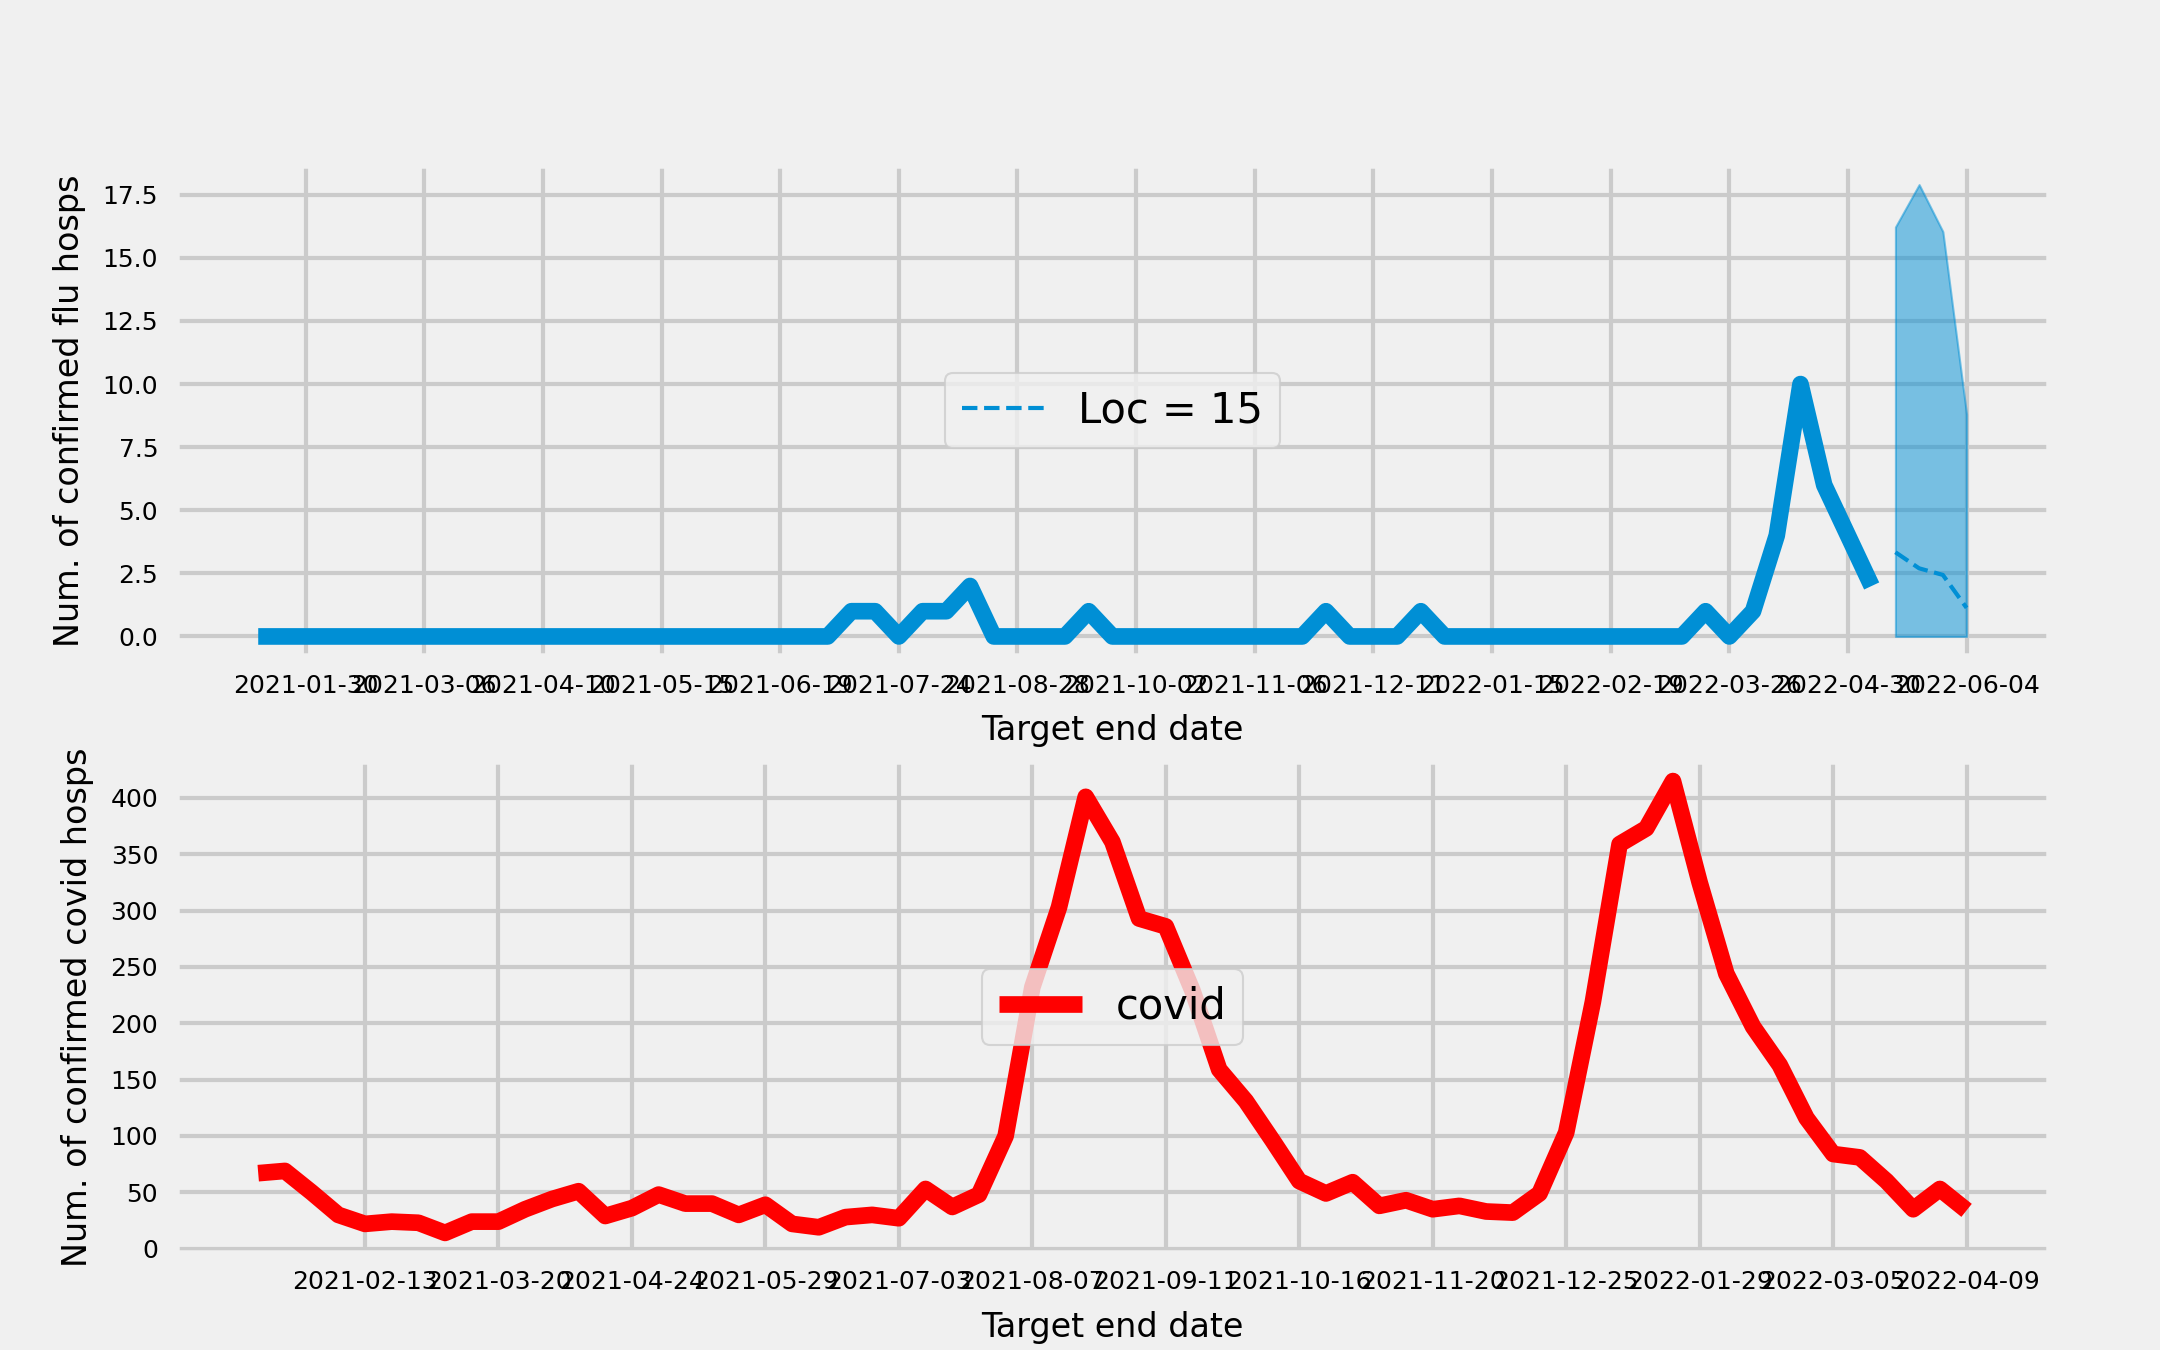 Num. of confirmed flu hosps
17.5
15.0
12.5
10.0
7.5
5.0
2.5
0.0
Loc = 15
2021-01-30 2021-03-06 2021-04-10 2021-05-15 2021-06-19 2021-07-24 2021-08-28 2021-10-02 2021-11-06 2021-12-11 2022-01-15 2022-02-19 2022-03-26 2022-04-30 2022-06-04
Target end date
Num. of confirmed covid hosps
400
350
300
250
200
150
100
50
0
covid
2021-02-13 2021-03-20 2021-04-24 2021-05-29 2021-07-03 2021-08-07 2021-09-11 2021-10-16 2021-11-20 2021-12-25 2022-01-29 2022-03-05 2022-04-09
Target end date